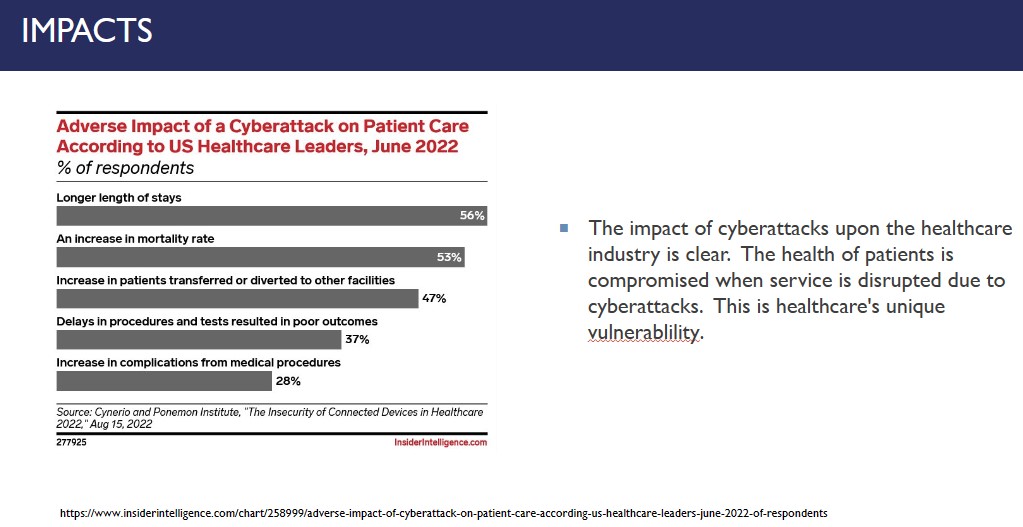 IMPACTS
Adverse Impact of a Cyberattack on Patient Care
According to US Healthcare Leaders, June 2022
% of respondents
Longer length of stays
56%
An increase in mortality rate
53%
Increase in patients transferred or diverted to other facilities
47%
Delays in procedures and tests resulted in poor outcomes
37%
Increase in complications from medical procedures
28%
Source: Cynerio and Ponemon Institute, "The Insecurity of Connected Devices in Healthcare
2022," Aug 15, 2022
277925
InsiderIntelligence.com
The impact of cyberattacks upon the healthcare
industry is clear. The health of patients is
compromised when service is disrupted due to
cyberattacks. This is healthcare's unique
vulnerablility.
https://www.insiderintelligence.com/chart/258999/adverse-impact-of-cyberattack-on-patient-care-according-us-healthcare-leaders-june-2022-of-respondents